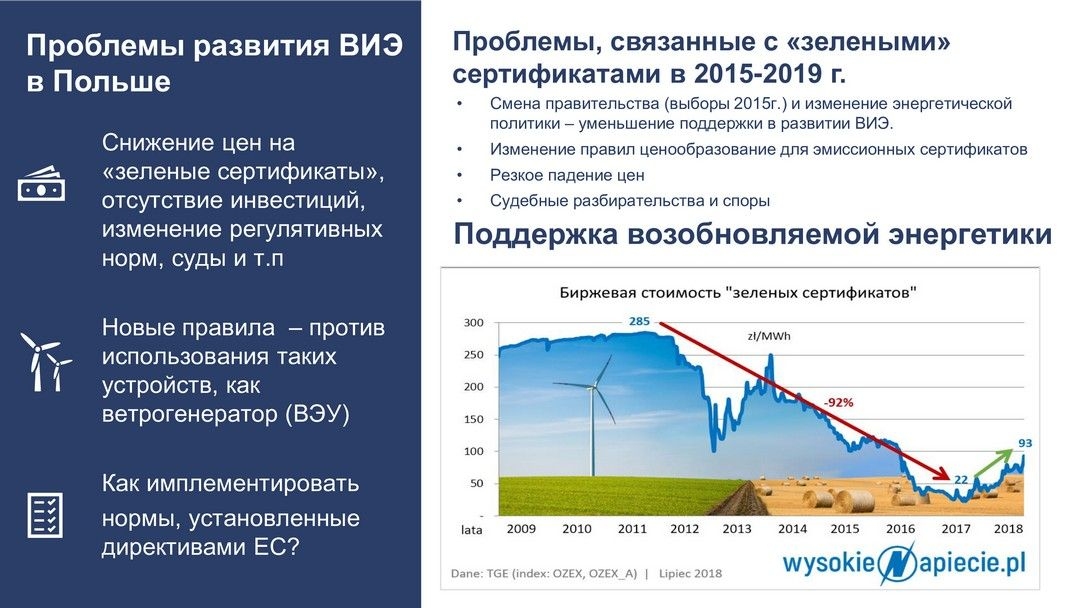 Проблемы развития ВИЭ
в Польше
Снижение цен на
«зеленые сертификаты»,
отсутствие инвестиций,
изменение регулятивных
норм, суды и т.п
Новые правила – против
использования таких
устройств, как
ветрогенератор (ВЭУ)
Как имплементировать
нормы, установленные
директивами ЕС?
Проблемы, связанные с «зелеными»
сертификатами в 2015-2019 г.
• Смена правительства (выборы 2015г.) и изменение энергетической
политики – уменьшение поддержки в развитии ВИЭ.
• Изменение правил ценообразование для эмиссионных сертификатов
• Резкое падение цен
• Судебные разбирательства и споры
Поддержка возобновляемой энергетики
Биржевая стоимость "зеленых сертификатов"
300
250
200
150
100
50
-
285
zł/MWh
-92%
22
93
lata 2009 2010 2011 2012 2013 2014 2015 2016 2017 2018
wysokieNapiecie.pl
Dane: TGE (index: OZEX, OZEX_A) | Lipiec 2018